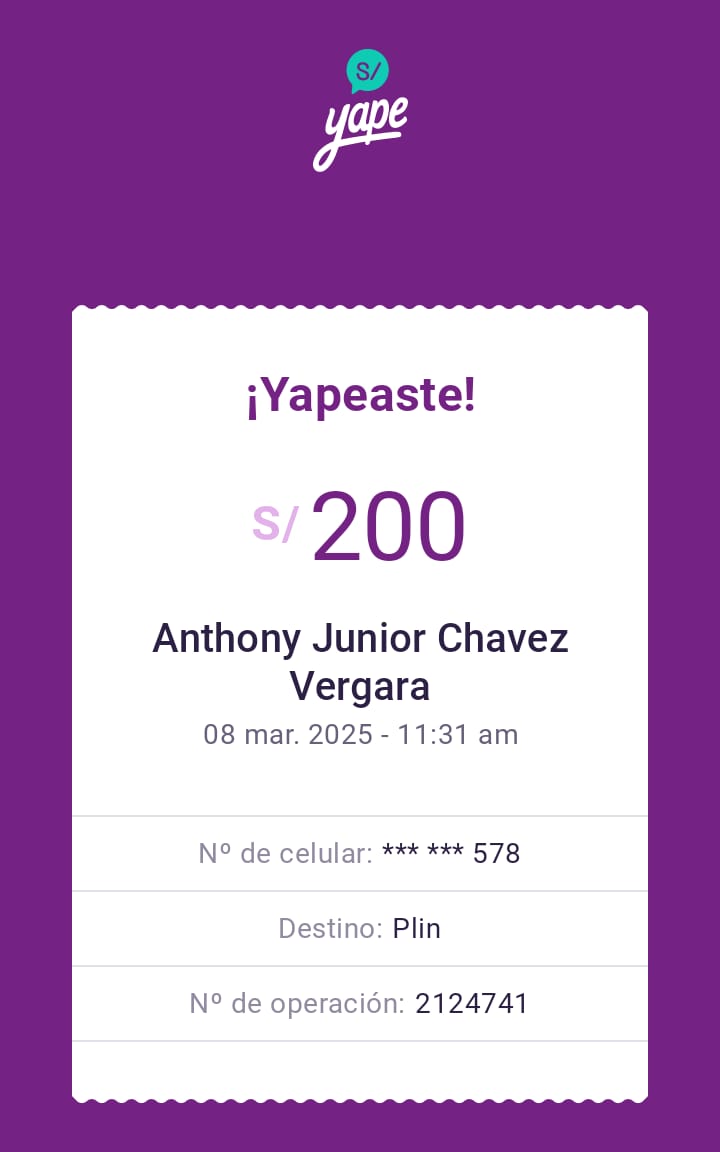 S/
yape
¡Yapeaste!
S/ 200
Anthony Junior Chavez
Vergara
08 mar. 2025 - 11:31 am
Nº de celular: *** *** 578
Destino: Plin
Nº de operación: 2124741